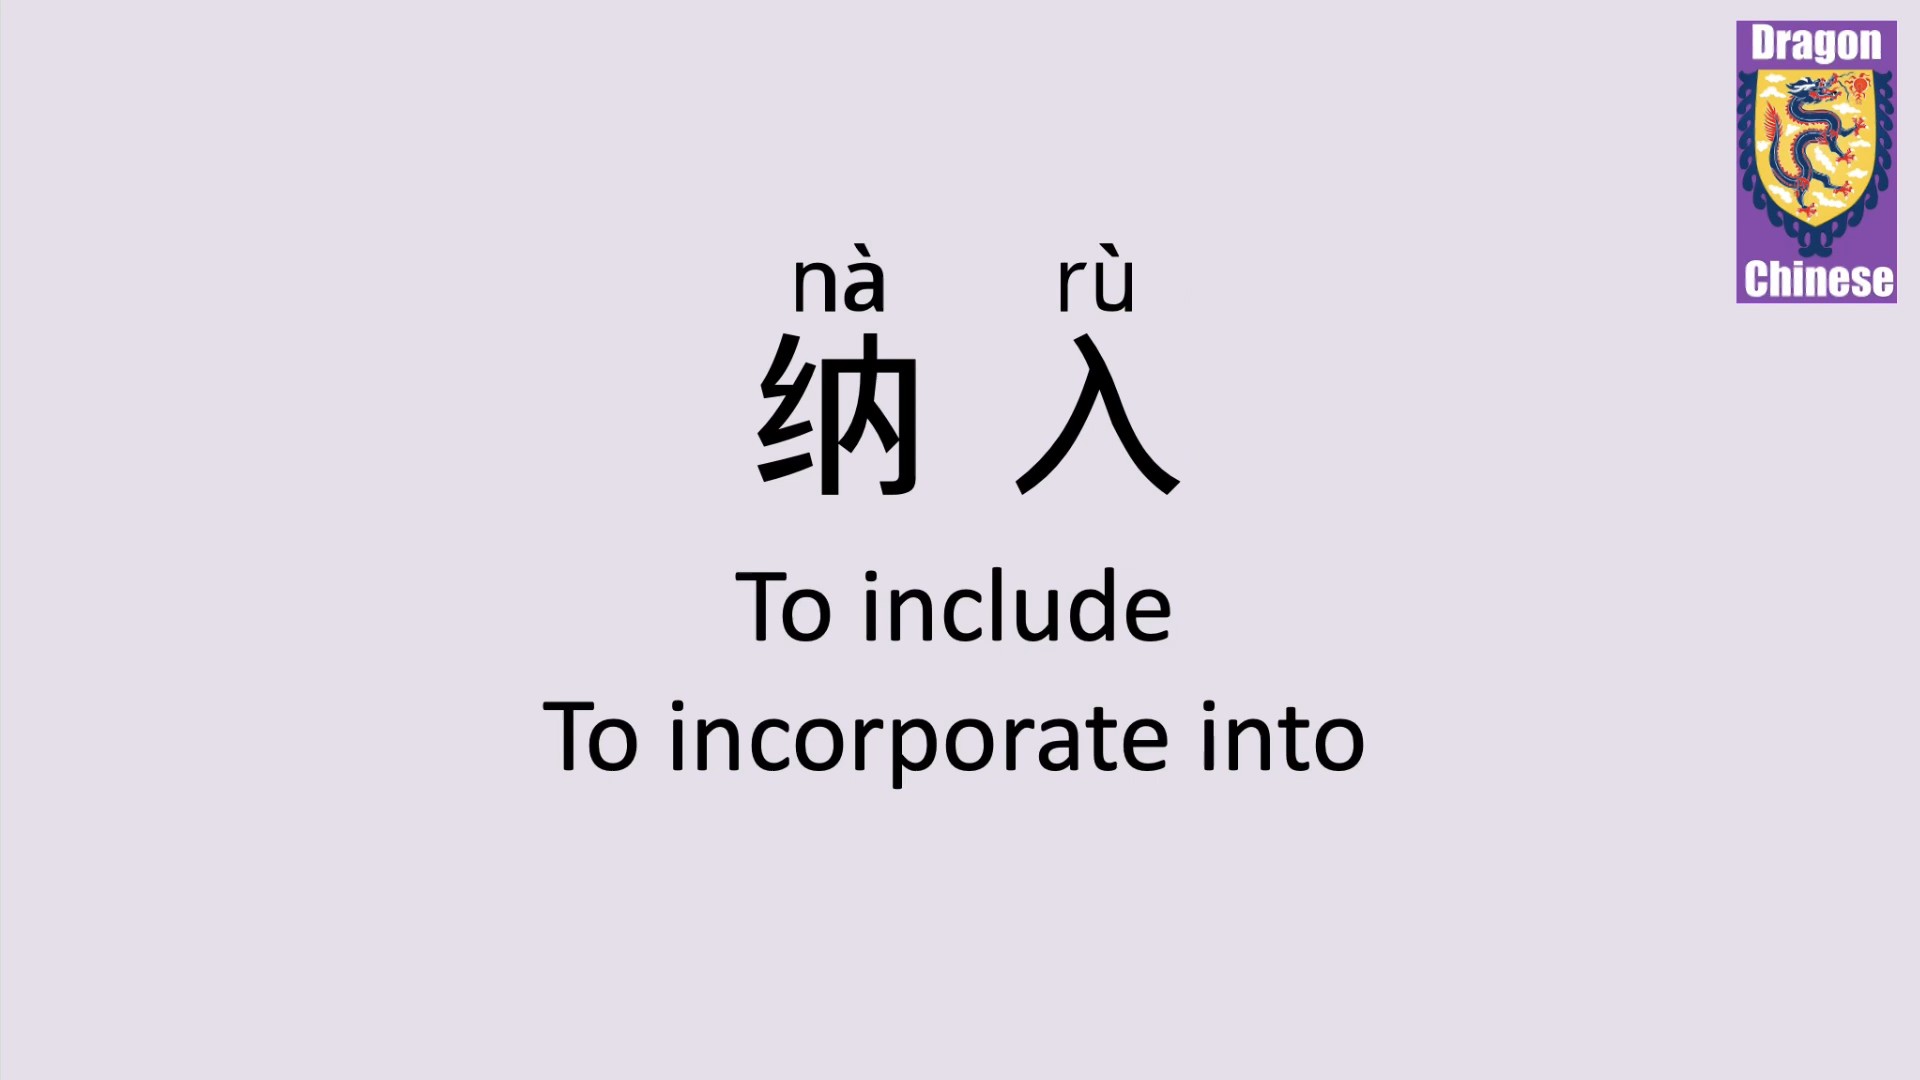 Dragon
Chinese
nà rù
纳 入
To include
To incorporate into